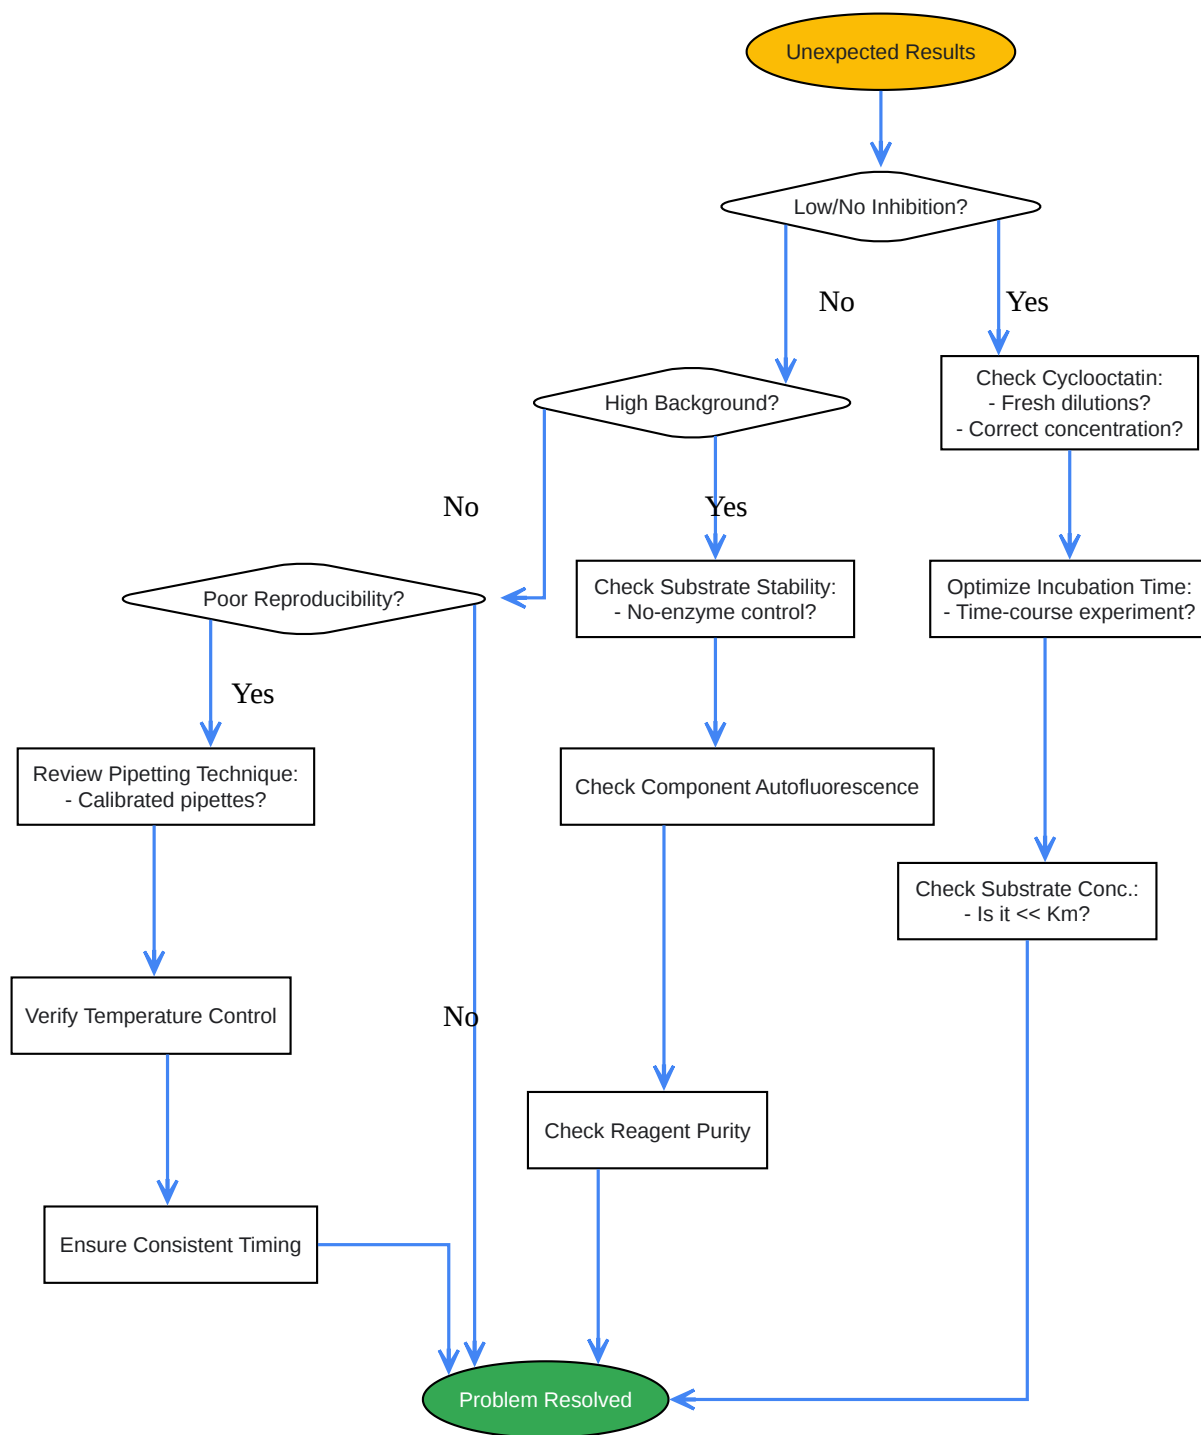 Unexpected Results
Low/No Inhibition?
No
Yes
Check Cyclooctatin:
- Fresh dilutions?
- Correct concentration?
High Background?
No
Yes
Poor Reproducibility?
Check Substrate Stability:
- No-enzyme control?
Optimize Incubation Time:
- Time-course experiment?
Yes
Review Pipetting Technique:
- Calibrated pipettes?
Check Component Autofluorescence
Check Substrate Conc.:
- Is it << Km?
Verify Temperature Control
No
Check Reagent Purity
Ensure Consistent Timing
Problem Resolved